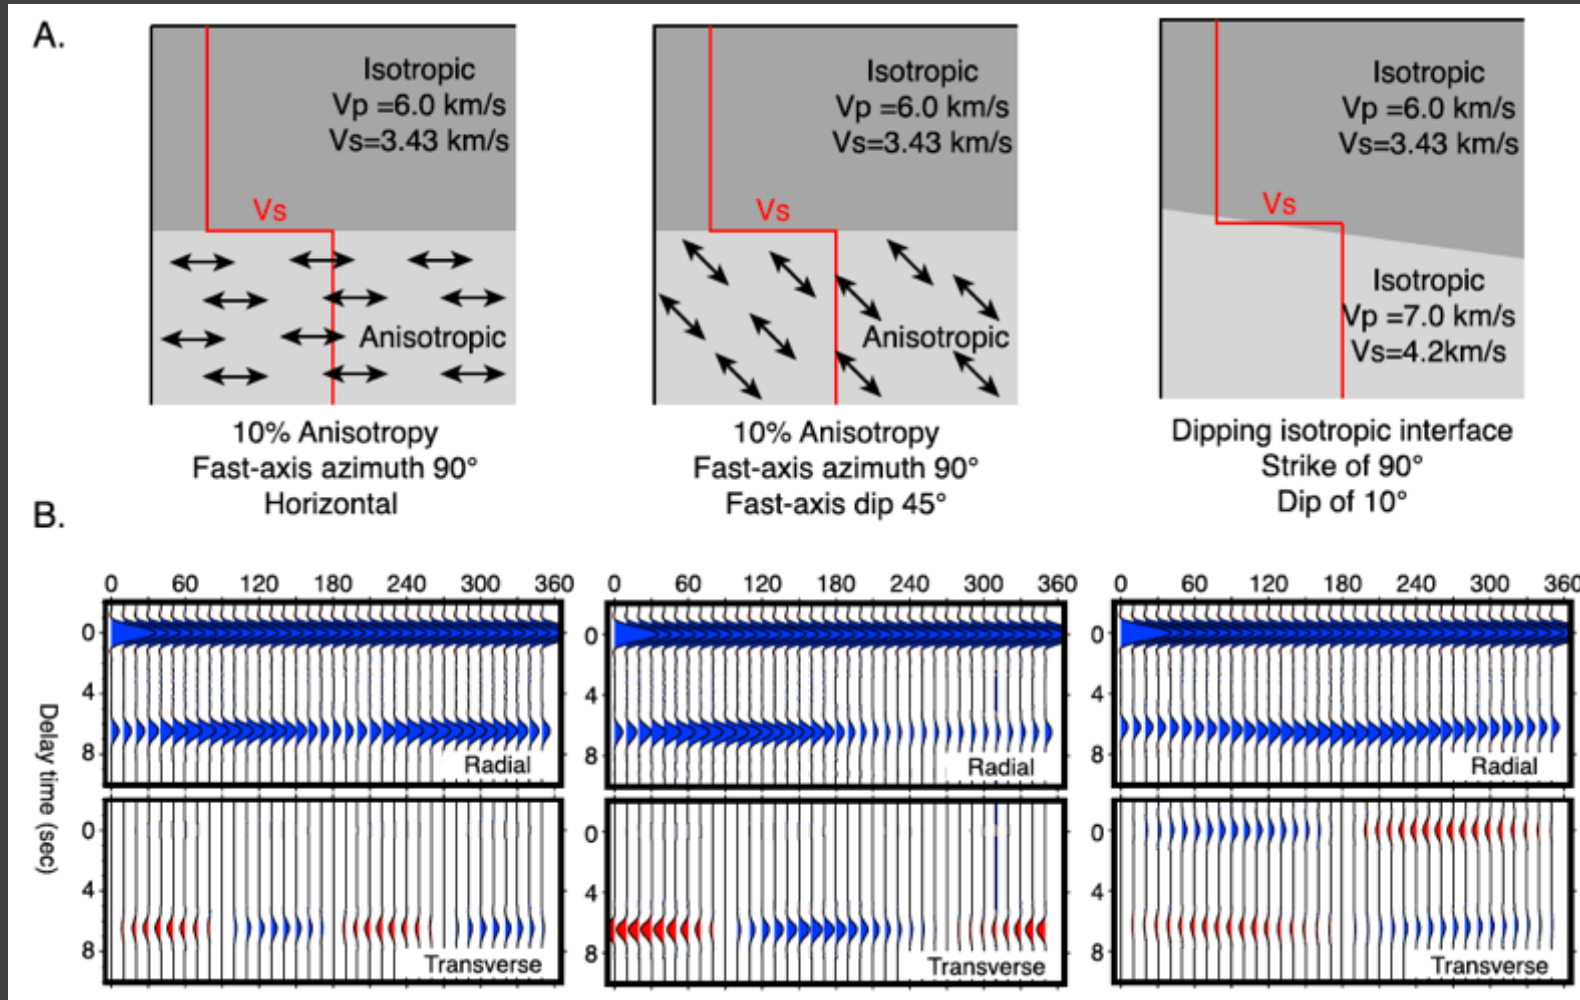 A.
Isotropic
Vp =6.0 km/s
Vs=3.43 km/s
Vs
Anisotropic
10% Anisotropy
Fast-axis azimuth 90°
Horizontal
Isotropic
Vp =6.0 km/s
Vs=3.43 km/s
Vs
Anisotropic
10% Anisotropy
Fast-axis azimuth 90°
Fast-axis dip 45°
Isotropic
Vp =6.0 km/s
Vs=3.43 km/s
Vs
Isotropic
Vp =7.0 km/s
Vs=4.2km/s
Dipping isotropic interface
Strike of 90°
Dip of 10°
B.
Delay time (sec)
0 60 120 180 240 300 360
0
4
8
Radial
0
4
8
Transverse
0 60 120 180 240 300 360
0
4
8
Radial
0
4
8
Transverse
0 60 120 180 240 300 360
0
4
8
Radial
0
4
8
Transverse